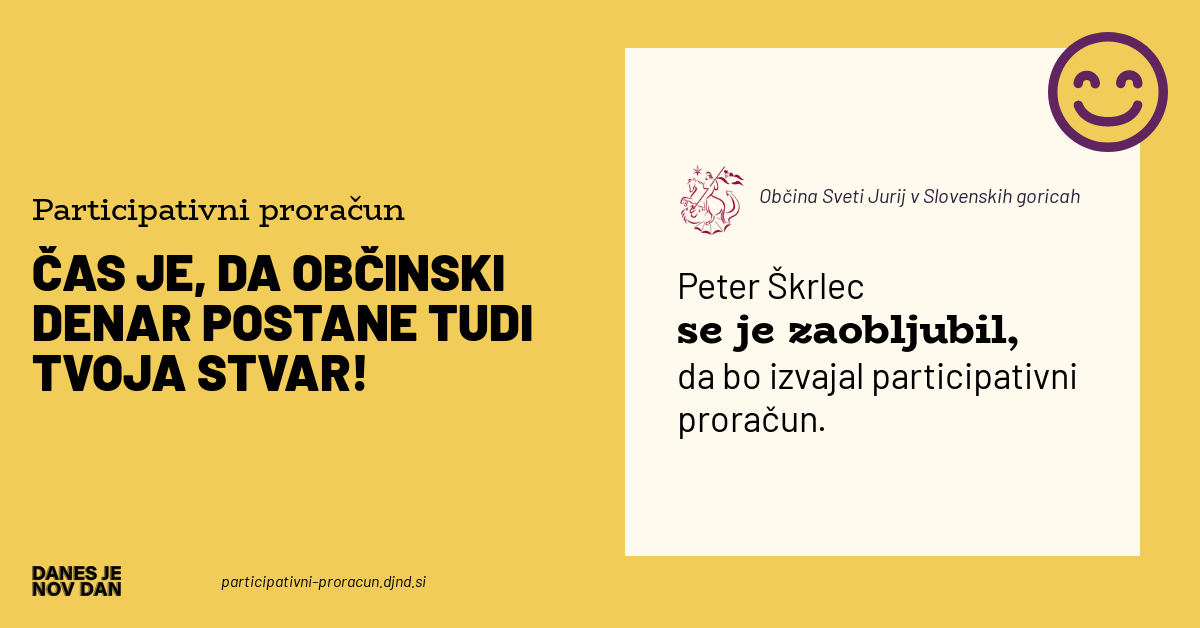 Participativni proračun
ČAS JE, DA OBČINSKI
DENAR POSTANE TUDI
TVOJA STVAR!
Občina Sveti Jurij v Slovenskih goricah
Peter Škrlec
se je zaobljubil,
da bo izvajal participativni
proračun.
DANES JE
NOV DAN
participativni-proracun.djnd.si